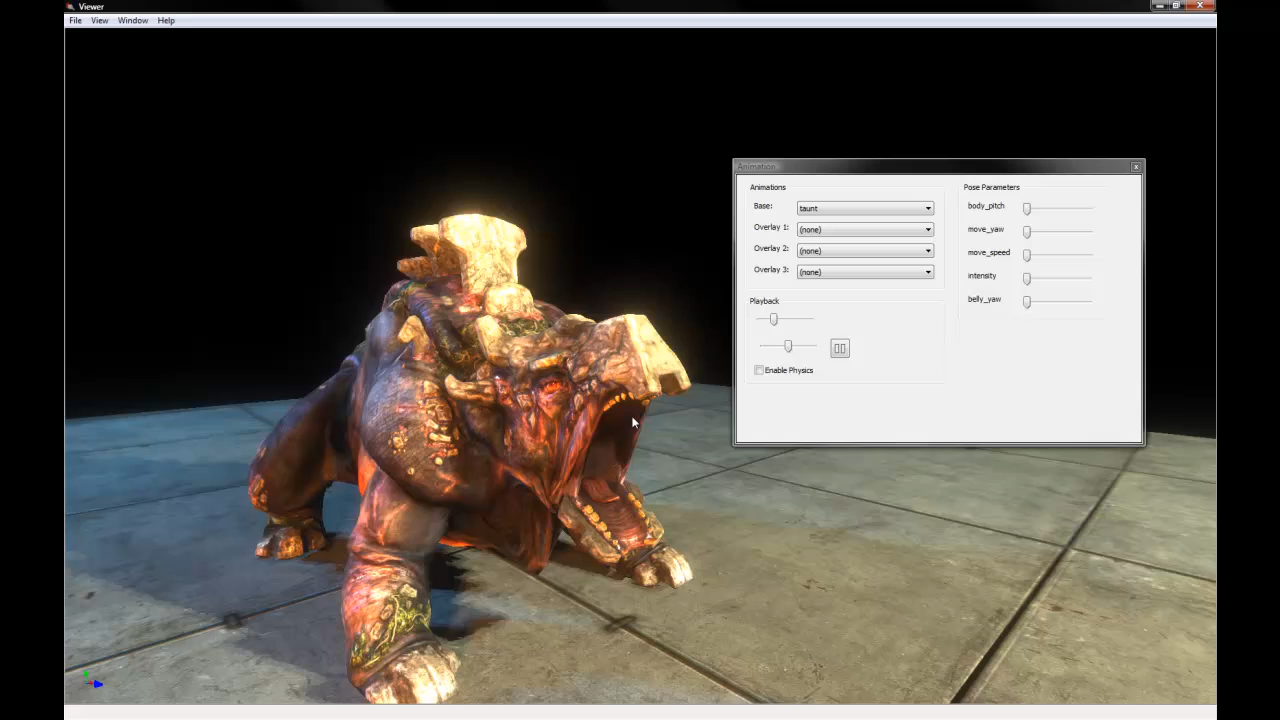 Viewer
File View Window Help
Animation
Animations
Base: taunt
Overlay 1: (none)
Overlay 2: (none)
Overlay 3: (none)
Playback
Enable Physics
Pose Parameters
body_pitch
move_yaw
move_speed
intensity
belly_yaw